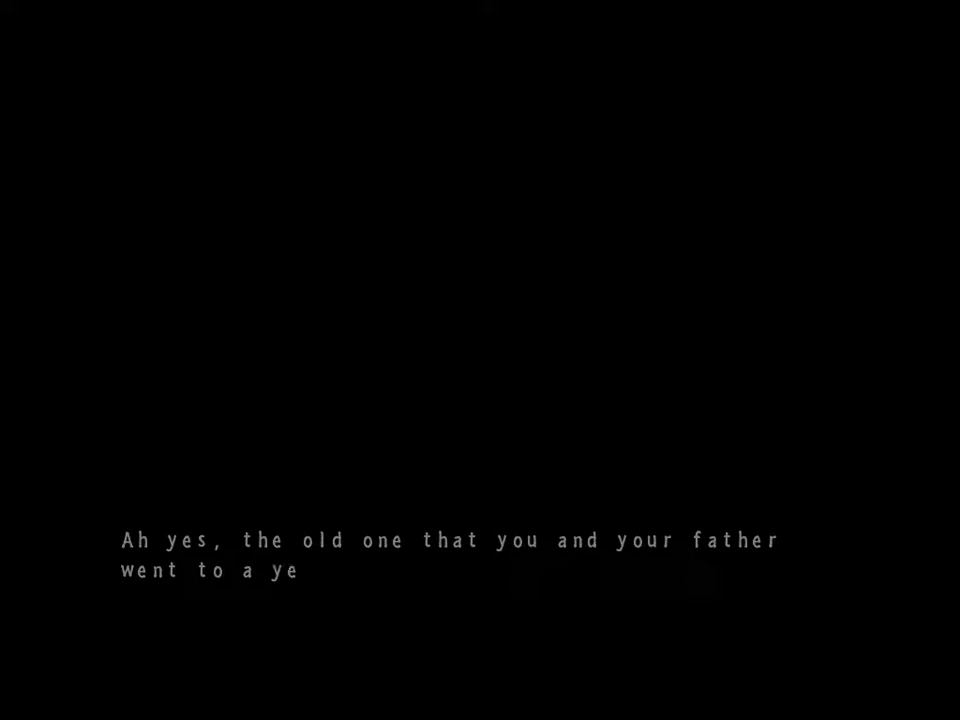 Ah yes, the old one that you and your father
went to a ye